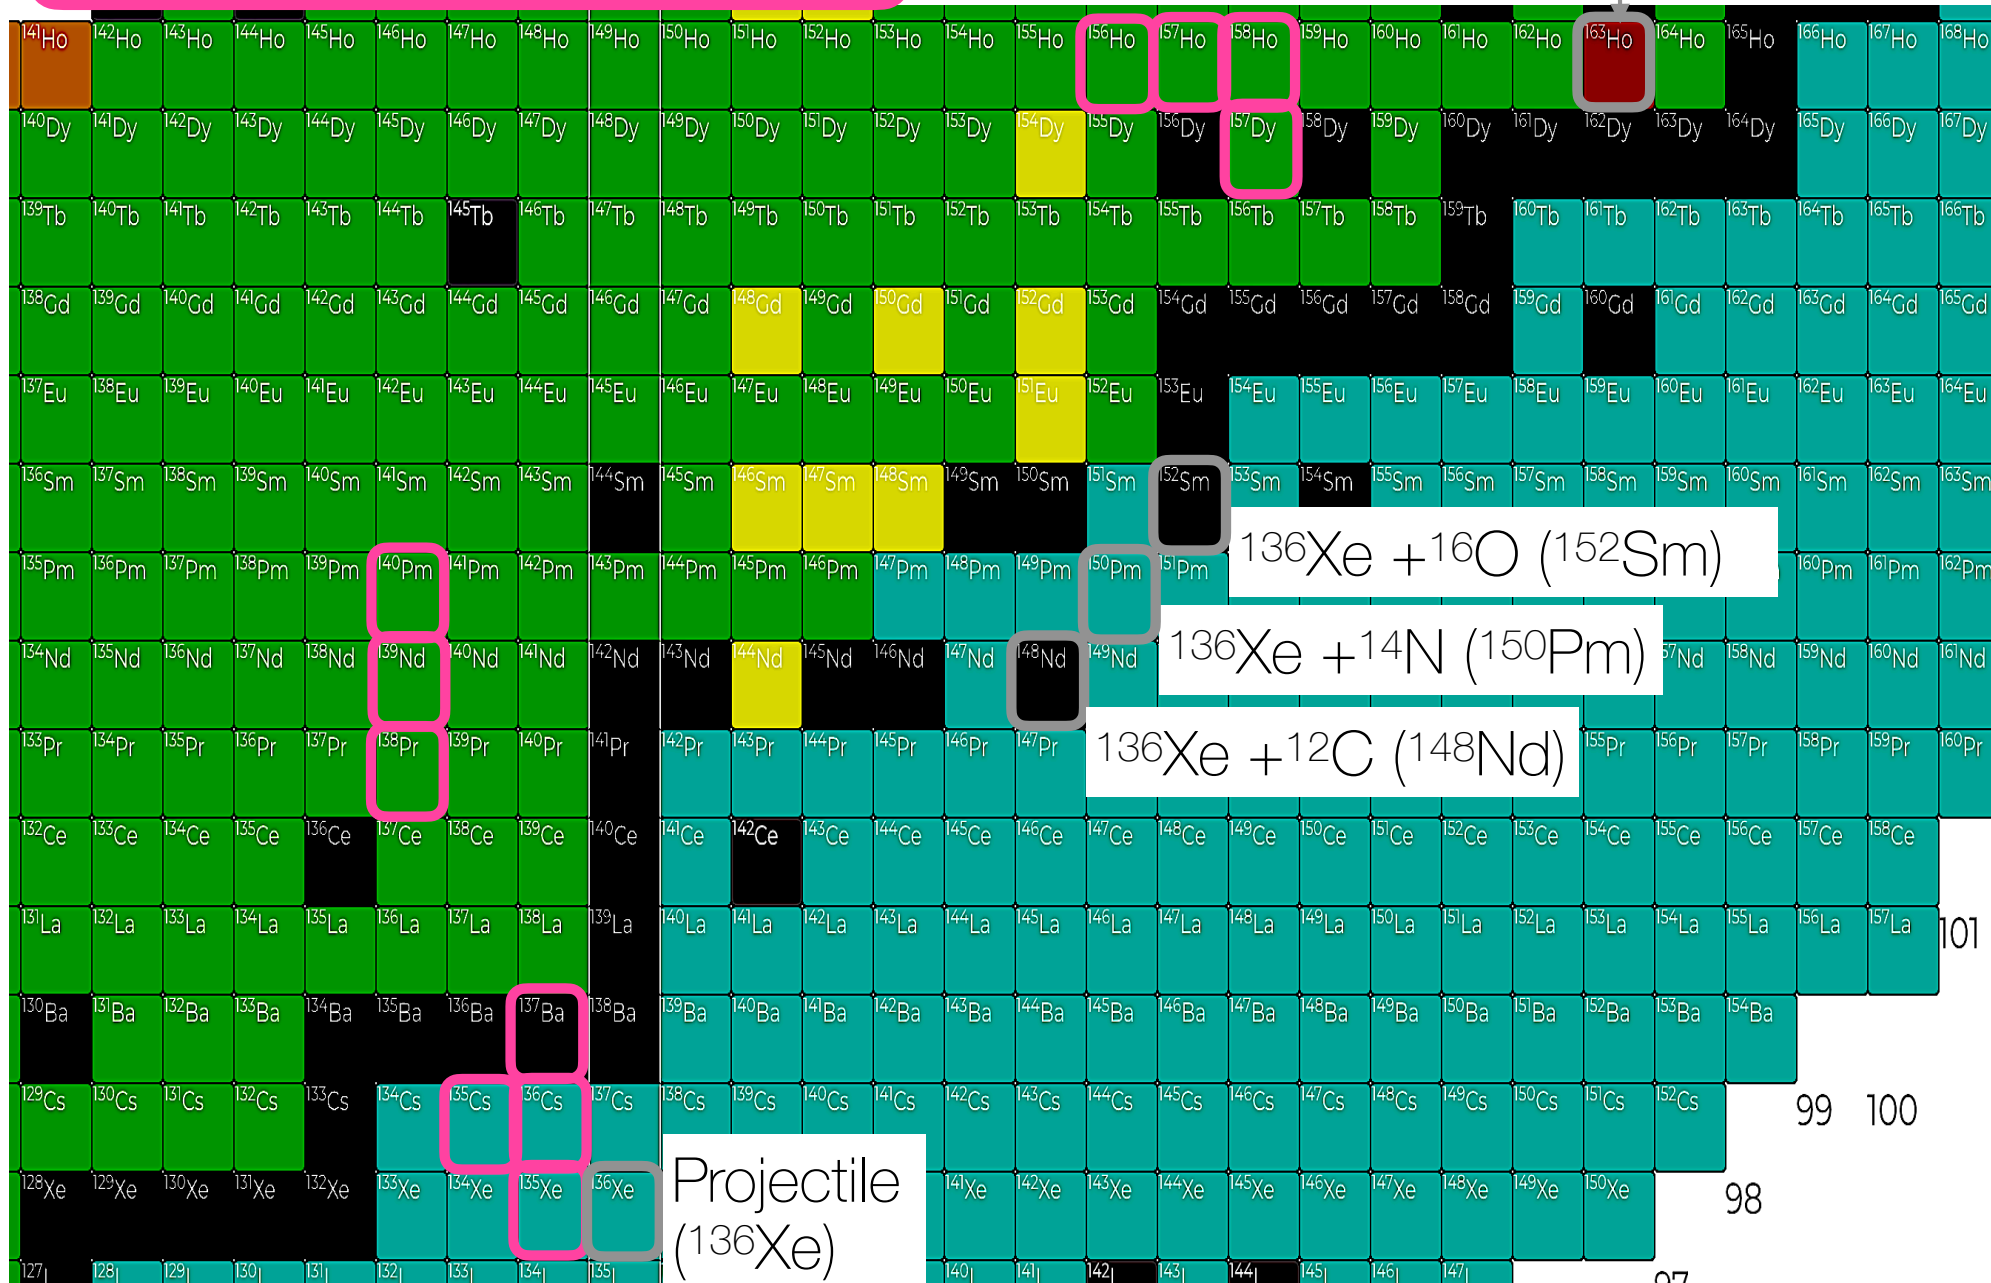 141Ho 142Ho 143Ho 144Ho 145Ho 146Ho 147Ho 148Ho 149Ho 150Ho 151Ho 152Ho 153Ho 154Ho 155Ho 156Ho 157Ho 158Ho 159Ho 160Ho 161Ho 162Ho 163Ho 164Ho 165Ho 166Ho 167Ho 168Ho
140Dy 141Dy 142Dy 143Dy 144Dy 145Dy 146Dy 147Dy 148Dy 149Dy 150Dy 151Dy 152Dy 153Dy 154Dy 155Dy 156Dy 157Dy 158Dy 159Dy 160Dy 161Dy 162Dy 163Dy 164Dy 165Dy 166Dy 167Dy
139Tb 140Tb 141Tb 142Tb 143Tb 144Tb 145Tb 146Tb 147Tb 148Tb 149Tb 150Tb 151Tb 152Tb 153Tb 154Tb 155Tb 156Tb 157Tb 158Tb 159Tb 160Tb 161Tb 162Tb 163Tb 164Tb 165Tb 166Tb
138Gd 139Gd 140Gd 141Gd 142Gd 143Gd 144Gd 145Gd 146Gd 147Gd 148Gd 149Gd 150Gd 151Gd 152Gd 153Gd 154Gd 155Gd 156Gd 157Gd 158Gd 159Gd 160Gd 161Gd 162Gd 163Gd 164Gd 165Gd
137Eu 138Eu 139Eu 140Eu 141Eu 142Eu 143Eu 144Eu 145Eu 146Eu 147Eu 148Eu 149Eu 150Eu 151Eu 152Eu 153Eu 154Eu 155Eu 156Eu 157Eu 158Eu 159Eu 160Eu 161Eu 162Eu 163Eu 164Eu
136Sm 137Sm 138Sm 139Sm 140Sm 141Sm 142Sm 143Sm 144Sm 145Sm 146Sm 147Sm 148Sm 149Sm 150Sm 151Sm 152Sm 153Sm 154Sm 155Sm 156Sm 157Sm 158Sm 159Sm 160Sm 161Sm 162Sm 163Sm
136Xe +16O (152Sm)
135Pm 136Pm 137Pm 138Pm 139Pm 140Pm 141Pm 142Pm 143Pm 144Pm 145Pm 146Pm 147Pm 148Pm 149Pm 150Pm 151Pm 160Pm 161Pm 162Pm
136Xe +14N (150Pm)
134Nd 135Nd 136Nd 137Nd 138Nd 139Nd 140Nd 141Nd 142Nd 143Nd 144Nd 145Nd 146Nd 147Nd 148Nd 149Nd 57Nd 158Nd 159Nd 160Nd 161Nd
136Xe +12C (148Nd)
133Pr 134Pr 135Pr 136Pr 137Pr 138Pr 139Pr 140Pr 141Pr 142Pr 143Pr 144Pr 145Pr 146Pr 147Pr 155Pr 156Pr 157Pr 158Pr 159Pr 160Pr
132Ce 133Ce 134Ce 135Ce 136Ce 137Ce 138Ce 139Ce 140Ce 141Ce 142Ce 143Ce 144Ce 145Ce 146Ce 147Ce 148Ce 149Ce 150Ce 151Ce 152Ce 153Ce 154Ce 155Ce 156Ce 157Ce 158Ce
131La 132La 133La 134La 135La 136La 137La 138La 139La 140La 141La 142La 143La 144La 145La 146La 147La 148La 149La 150La 151La 152La 153La 154La 155La 156La 157La 101
130Ba 131Ba 132Ba 133Ba 134Ba 135Ba 136Ba 137Ba 138Ba 139Ba 140Ba 141Ba 142Ba 143Ba 144Ba 145Ba 146Ba 147Ba 148Ba 149Ba 150Ba 151Ba 152Ba 153Ba 154Ba
129Cs 130Cs 131Cs 132Cs 133Cs 134Cs 135Cs 136Cs 137Cs 138Cs 139Cs 140Cs 141Cs 142Cs 143Cs 144Cs 145Cs 146Cs 147Cs 148Cs 149Cs 150Cs 151Cs 152Cs 99 100
128Xe 129Xe 130Xe 131Xe 132Xe 133Xe 134Xe 135Xe 136Xe 141Xe 142Xe 143Xe 144Xe 145Xe 146Xe 147Xe 148Xe 149Xe 150Xe 98
Projectile
(136Xe)
127I 128I 129I 130I 131I 132I 133I 134I 135I 140I 141I 142I 143I 144I 145I 146I 147I 97